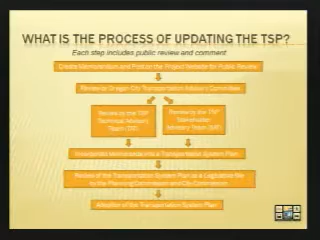 WHAT IS THE PROCESS OF UPDATING THE TSP?
Each step includes public review and comment
Create Memorandum and Post on the Project Website for Public Review
Review by Oregon City Transportation Advisory Committee
Review by the TSP
Technical Advisory
Team
Review by the TSP
Stakeholder
Advisory Team (SAT)
Incorporate Memoranda into a Transportation System Plan
Review of the Transportation System Plan as a Legislative file
by the Planning Commission and City Commission
Adoption of the Transportation System Plan